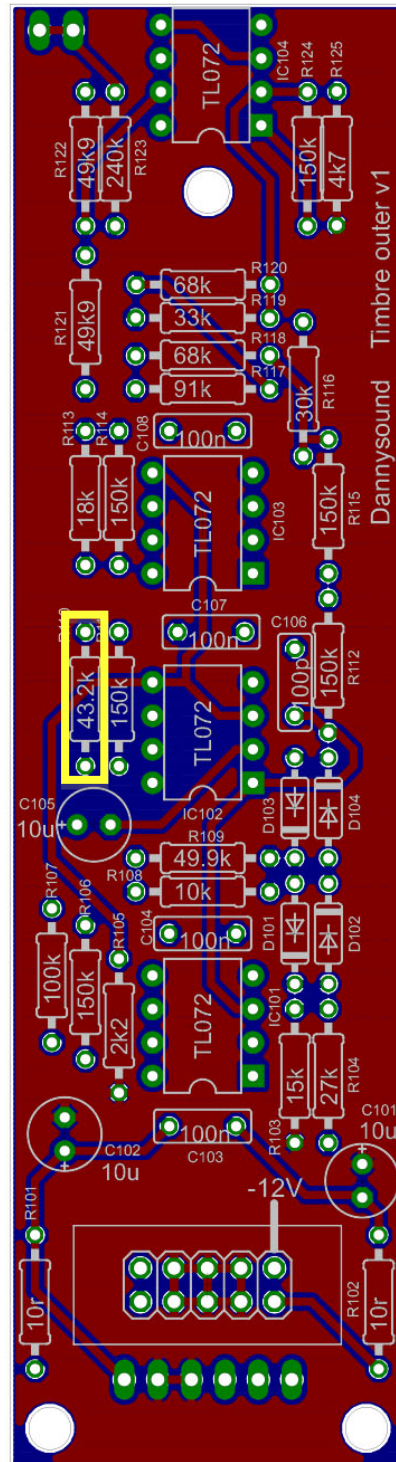 TL072
IC104
R124
R125
R122
49k9
240k
R123
150k
4k7
Timbre outer v1
Dannysound
R121
49k9
68k
R120
33k
R119
68k
R118
91k
R117
30k
R116
R113
R114
C108
100n
18k
150k
TL072
IC103
150k
R115
C107
100n
C106
100p
43.2k
150k
TL072
IC102
150k
R112
C105
10u
+
D103
D104
R109
49.9k
R108
10k
R107
R106
R105
C104
100n
D101
D102
100k
150k
2k2
TL072
IC101
15k
27k
R104
R103
C101
10u
+
C102
10u
+
100n
C103
R101
-12V
10r
R102
10r